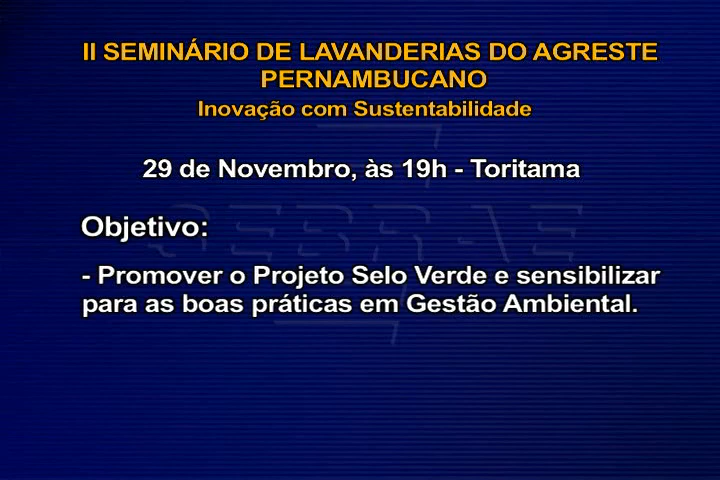 II SEMINÁRIO DE LAVANDERIAS DO AGRESTE
PERNAMBUCANO
Inovação com Sustentabilidade
29 de Novembro, às 19h - Toritama
SEBRAE
Objetivo:
- Promover o Projeto Selo Verde e sensibilizar
para as boas práticas em Gestão Ambiental.